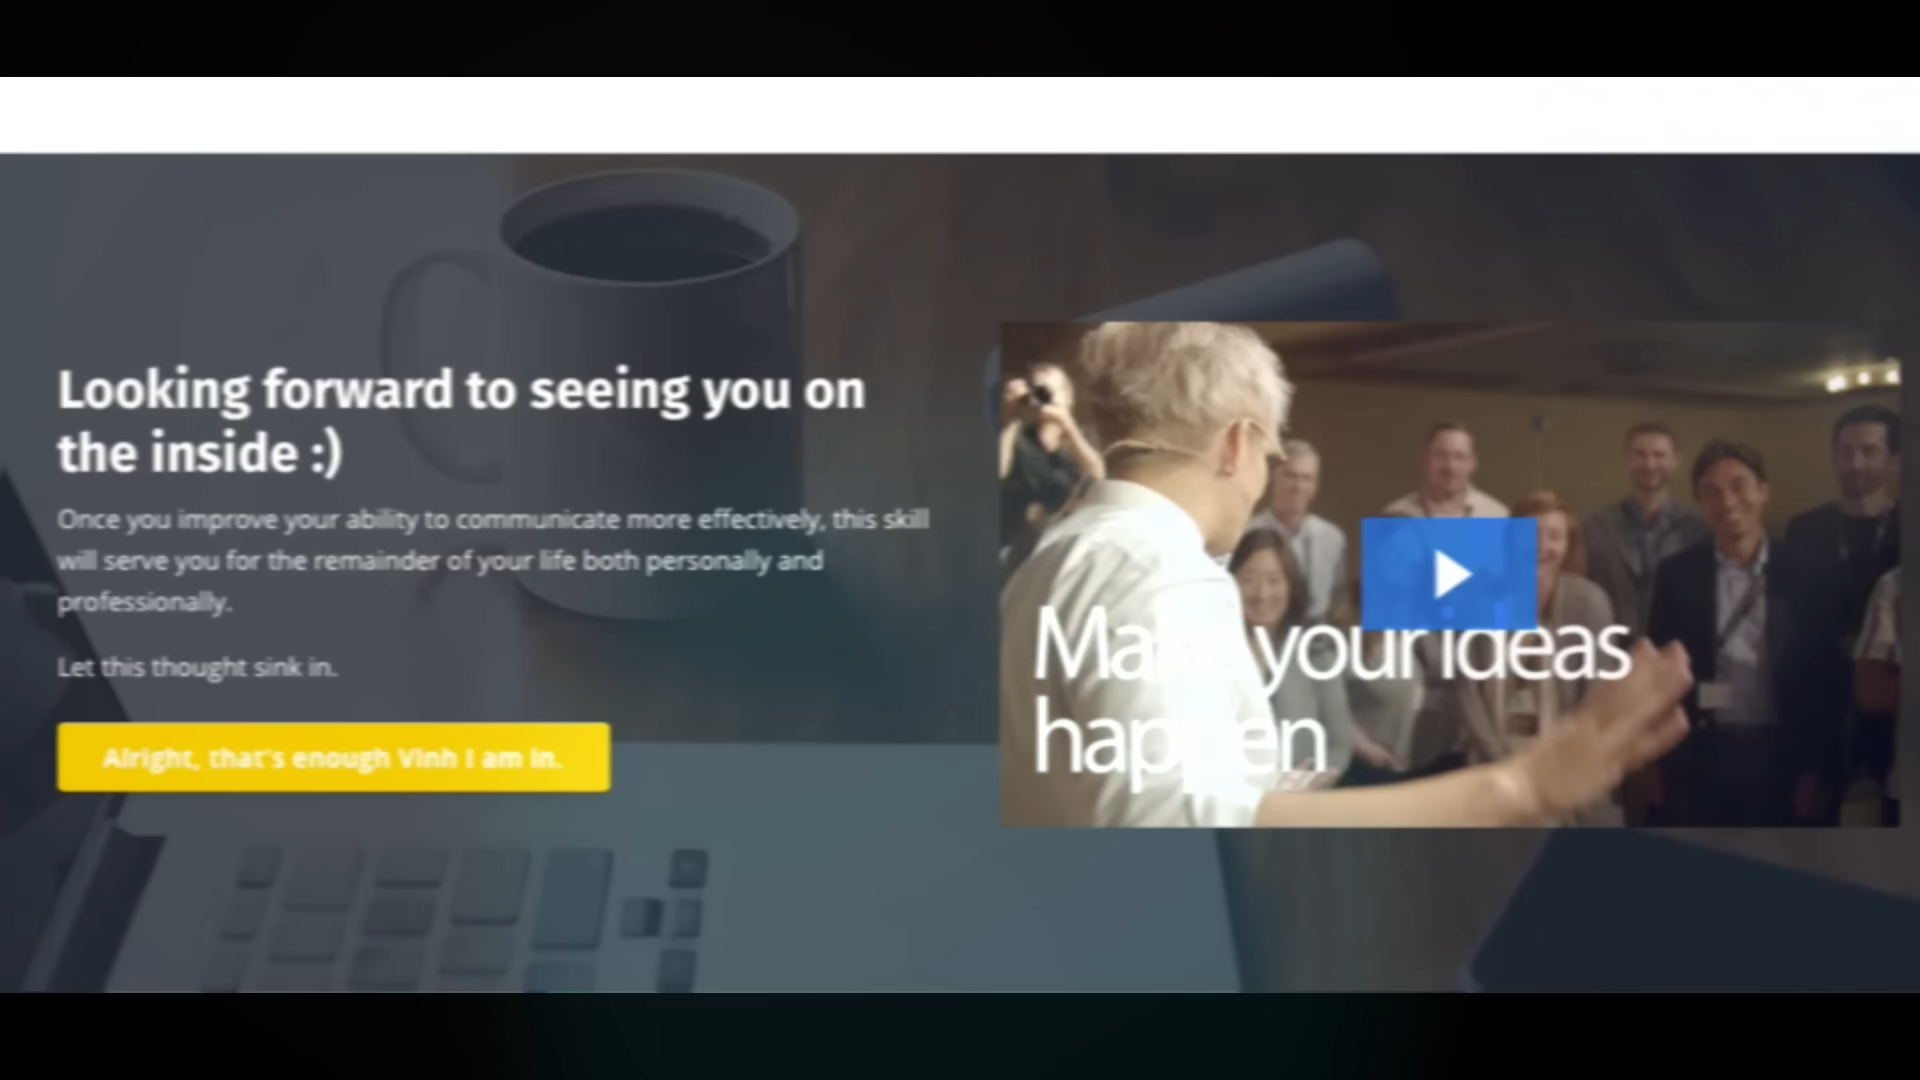 Looking forward to seeing you on
the inside :)
Once you improve your ability to communicate more effectively, this skill
will serve you for the remainder of your life both personally and
professionally.
Let this thought sink in.
Alright, that's enough Vinh I am in.
Make your ideas
happen